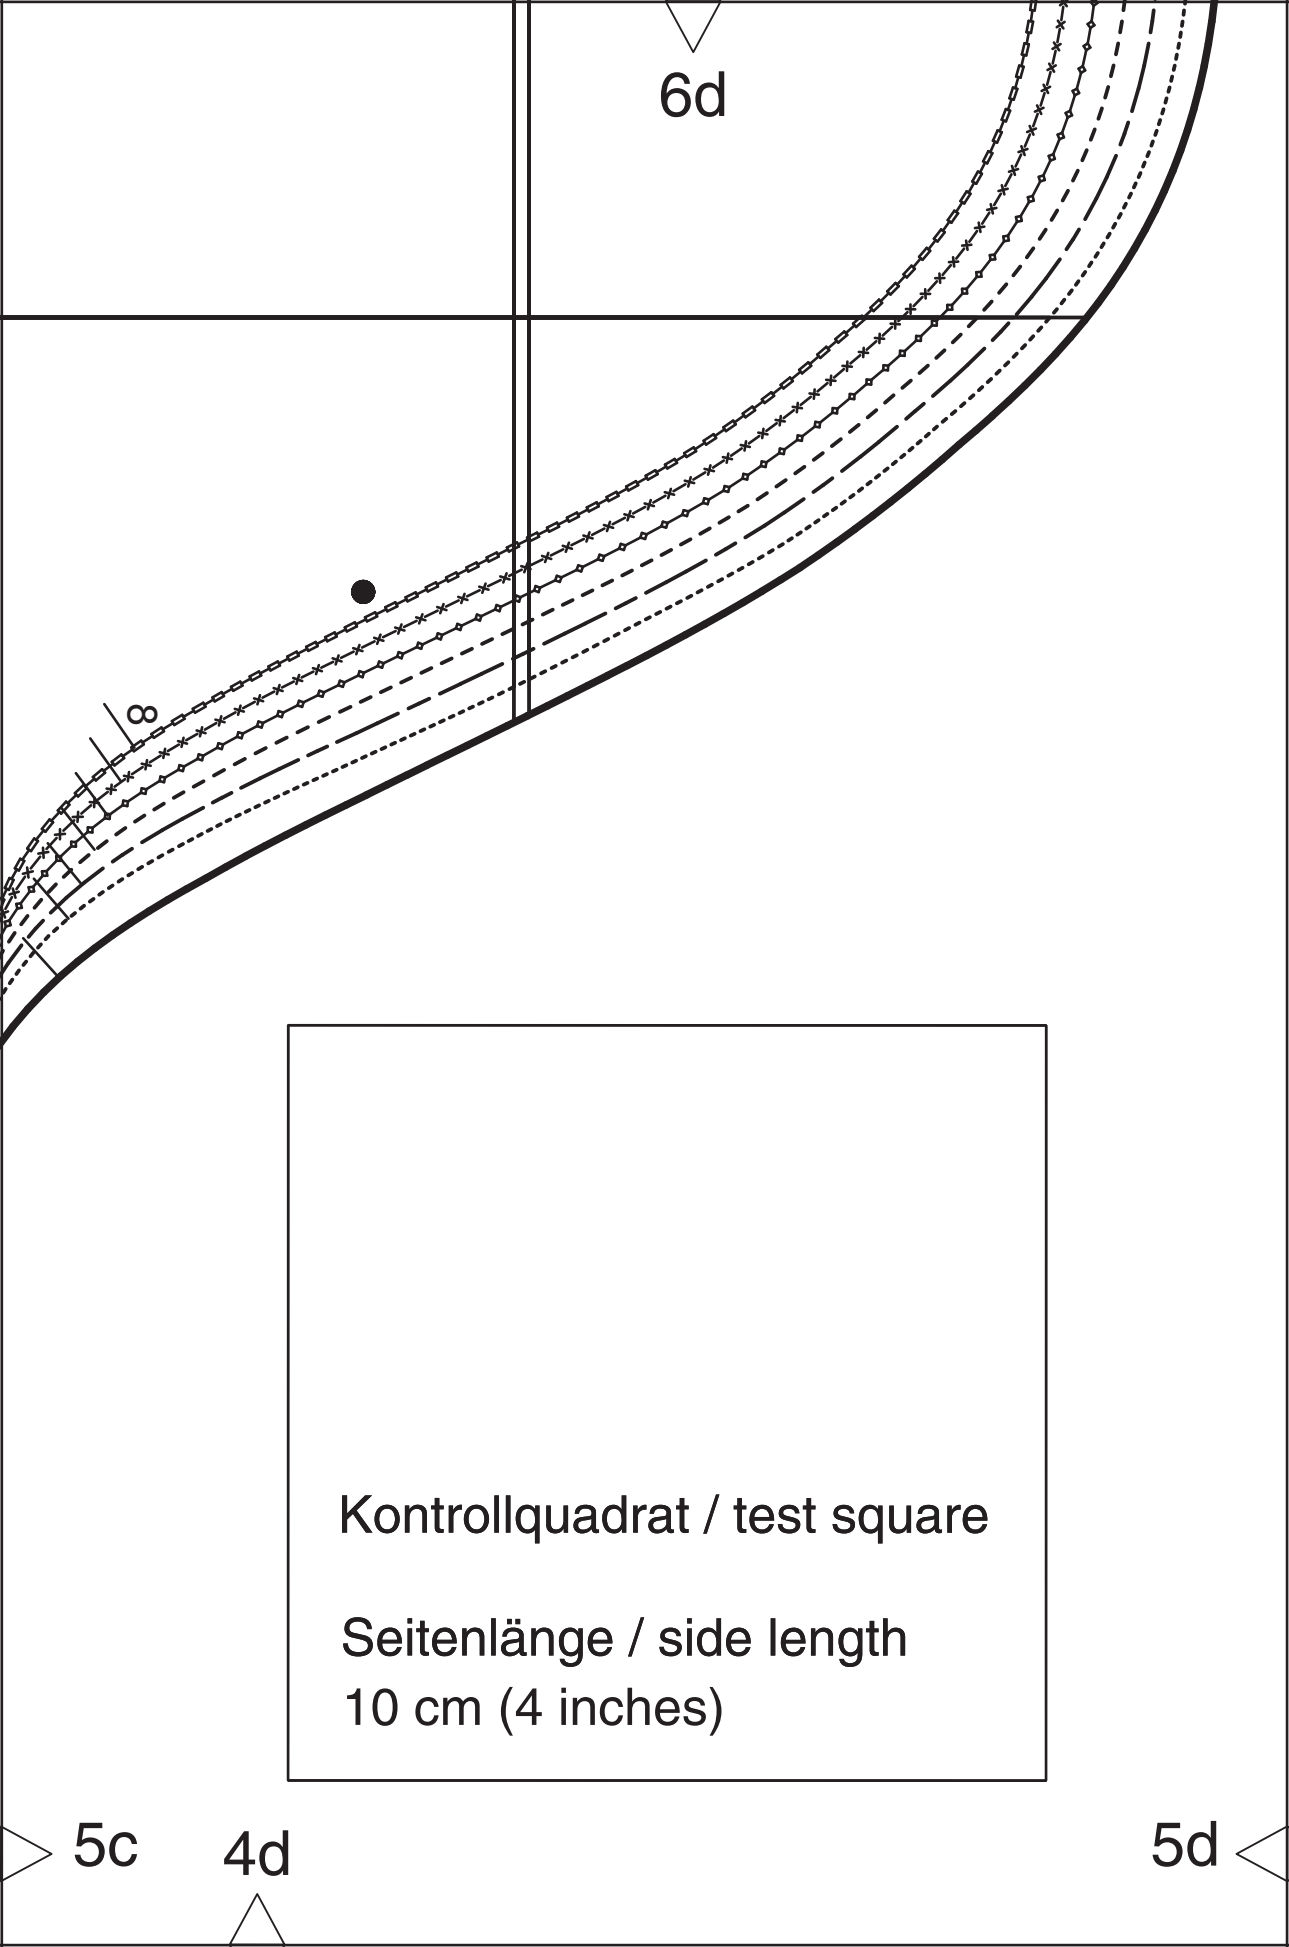 6d
8
Kontrollquadrat / test square
Seitenlänge / side length
10 cm (4 inches)
5c
4d
5d